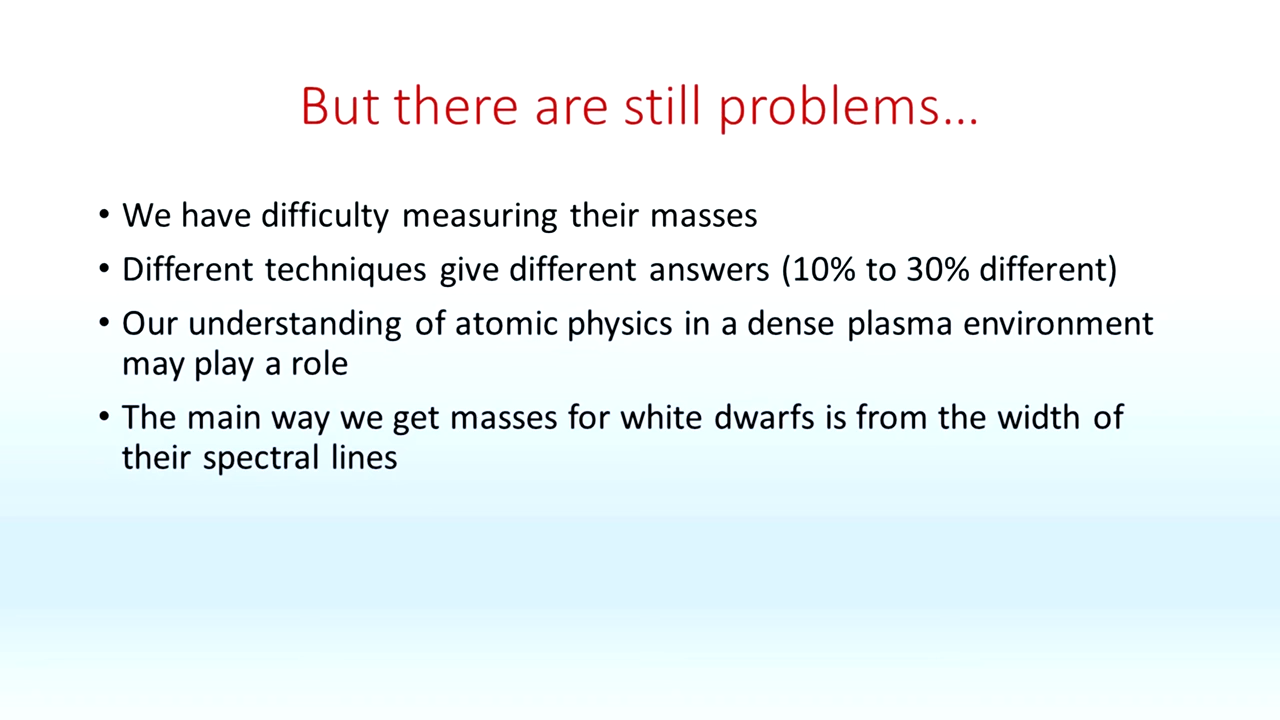 But there are still problems...
• We have difficulty measuring their masses
• Different techniques give different answers (10% to 30% different)
• Our understanding of atomic physics in a dense plasma environment
may play a role
• The main way we get masses for white dwarfs is from the width of
their spectral lines